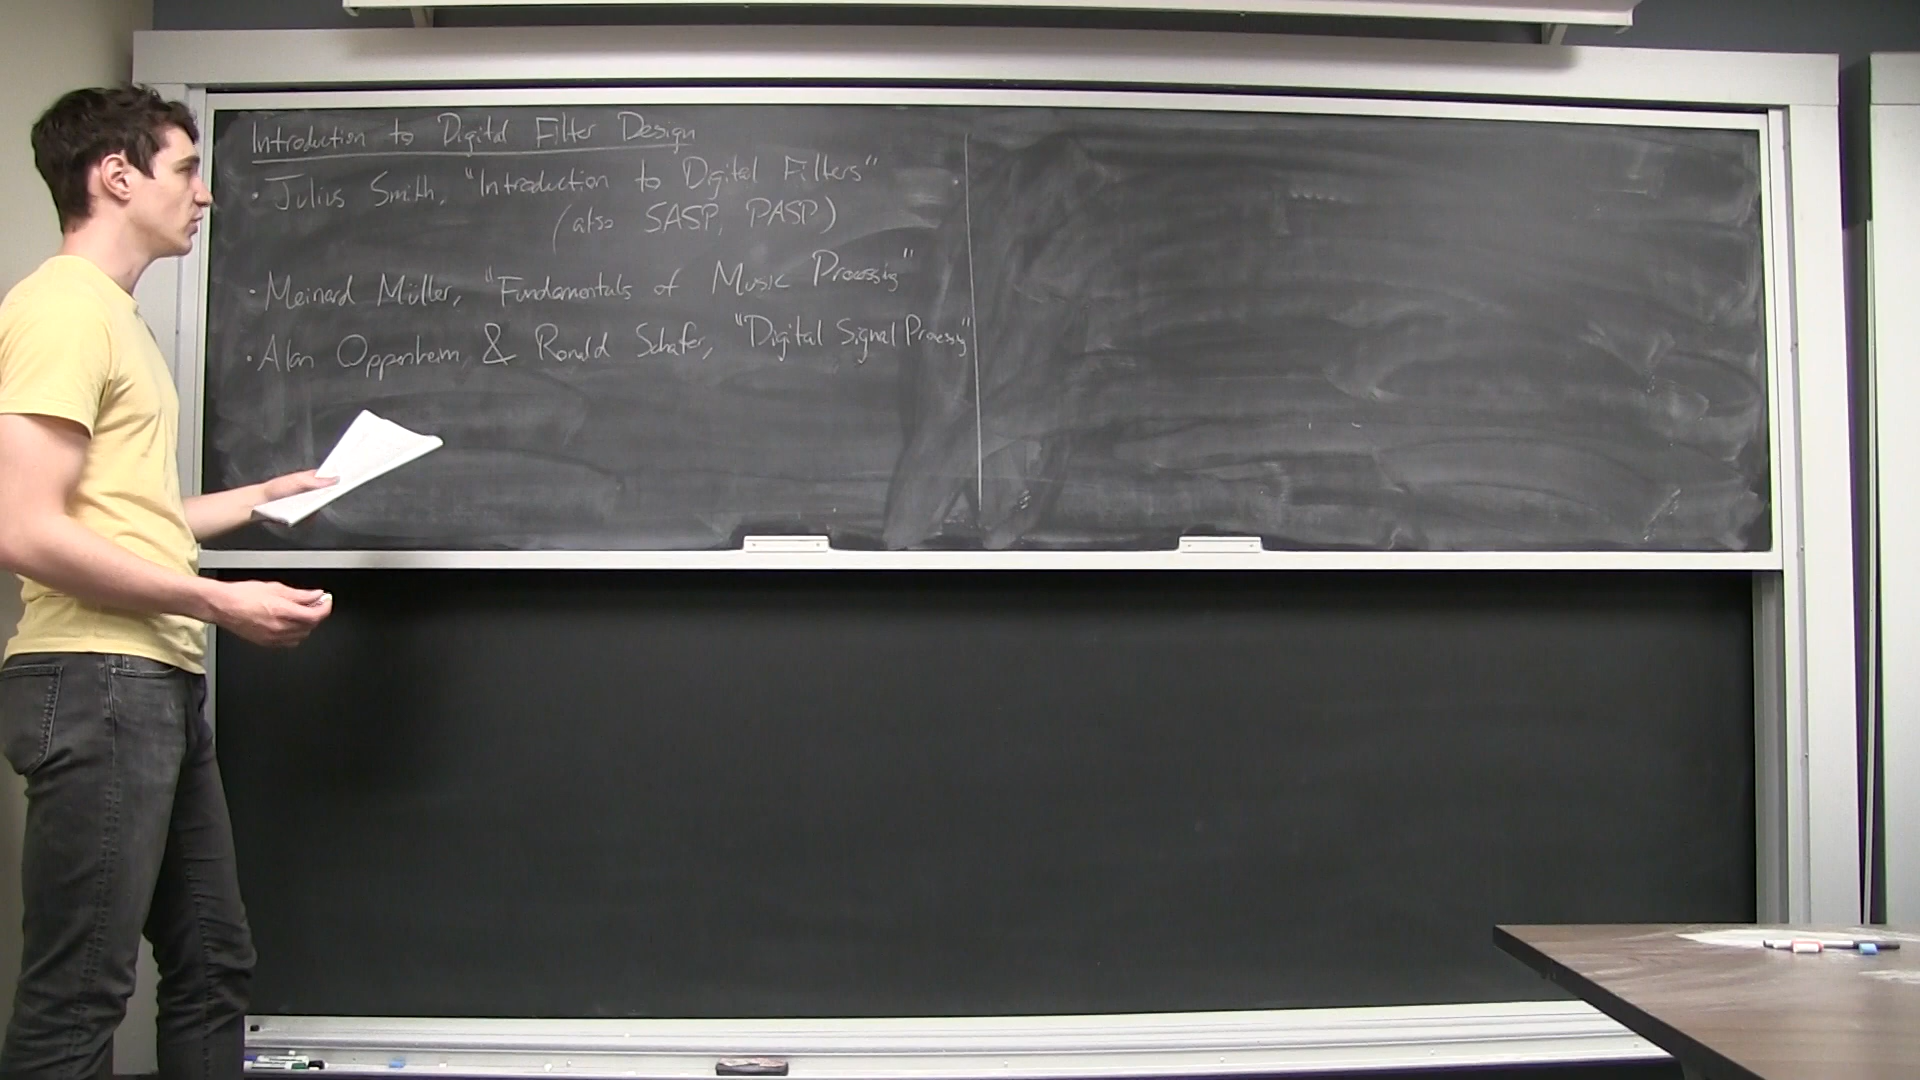 Introduction to Digital Filter Design
• Julius Smith, "Introduction to Digital Filters"
(also SASP, PASP)
• Meinard Müller, "Fundamentals of Music Processing"
• Alan Oppenheim & Ronald Schafer, "Digital Signal Processing"